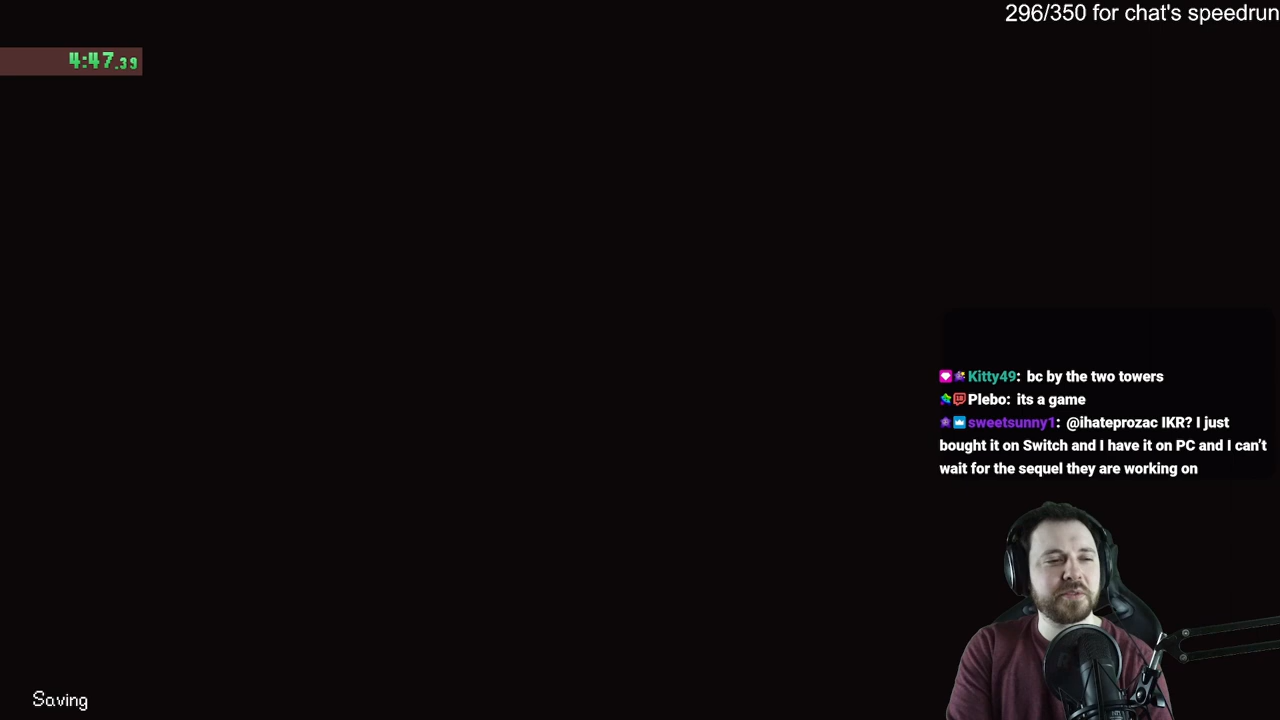 296/350 for chat's speedrun
4:47.39
Kitty49: bc by the two towers
Plebo: its a game
sweetsunny1: @ihateprozac IKR? I just
bought it on Switch and I have it on PC and I can't
wait for the sequel they are working on
Saving